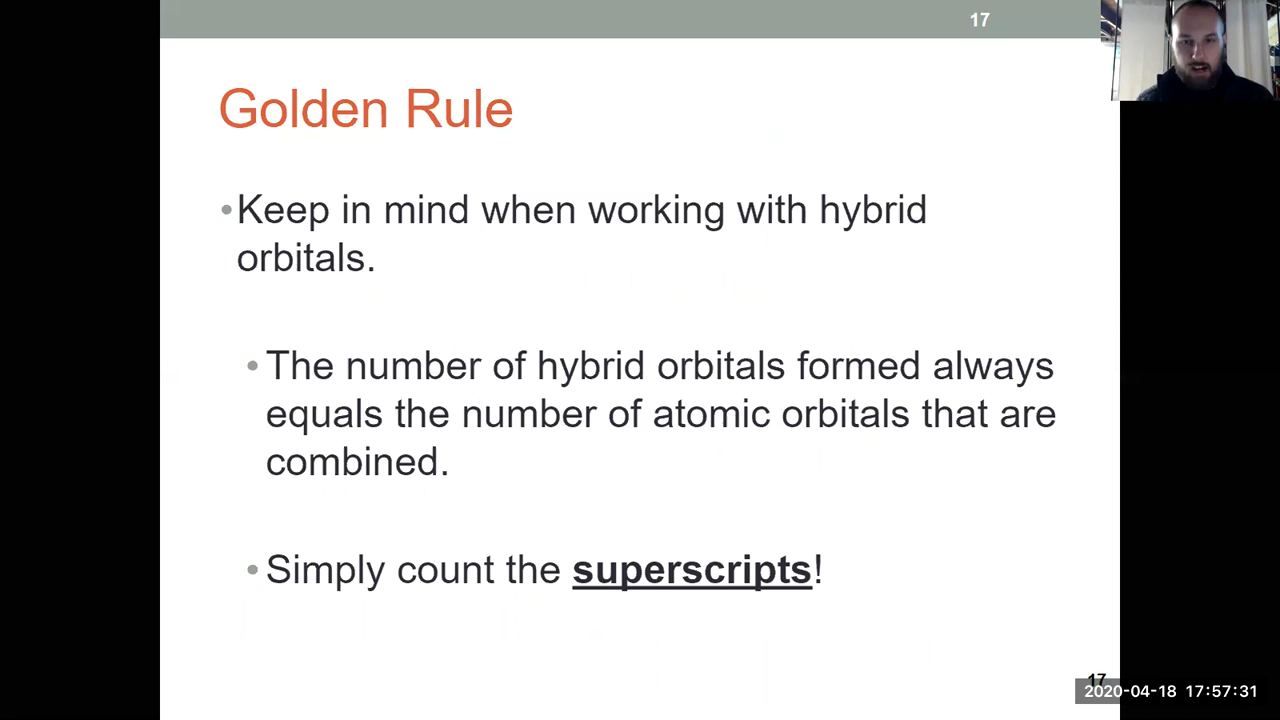 17
Golden Rule
•Keep in mind when working with hybrid
orbitals.
•The number of hybrid orbitals formed always
equals the number of atomic orbitals that are
combined.
•Simply count the superscripts!
17
2020-04-18 17:57:31